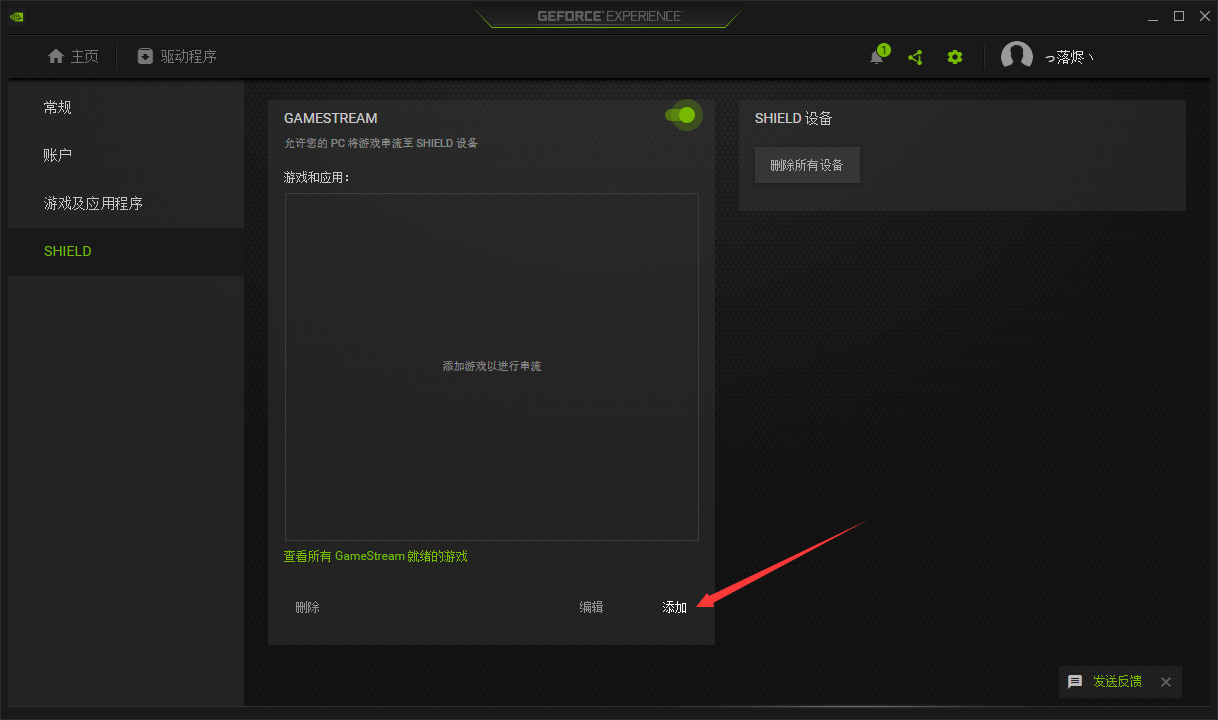 GEFORCE EXPERIENCE
主页
驱动程序
1
っ落烬ヽ
常规
账户
游戏及应用程序
SHIELD
GAMESTREAM
允许您的 PC 将游戏串流至 SHIELD 设备
游戏和应用：
添加游戏以进行串流
查看所有 GameStream 就绪的游戏
删除
编辑
添加
SHIELD 设备
删除所有设备
发送反馈